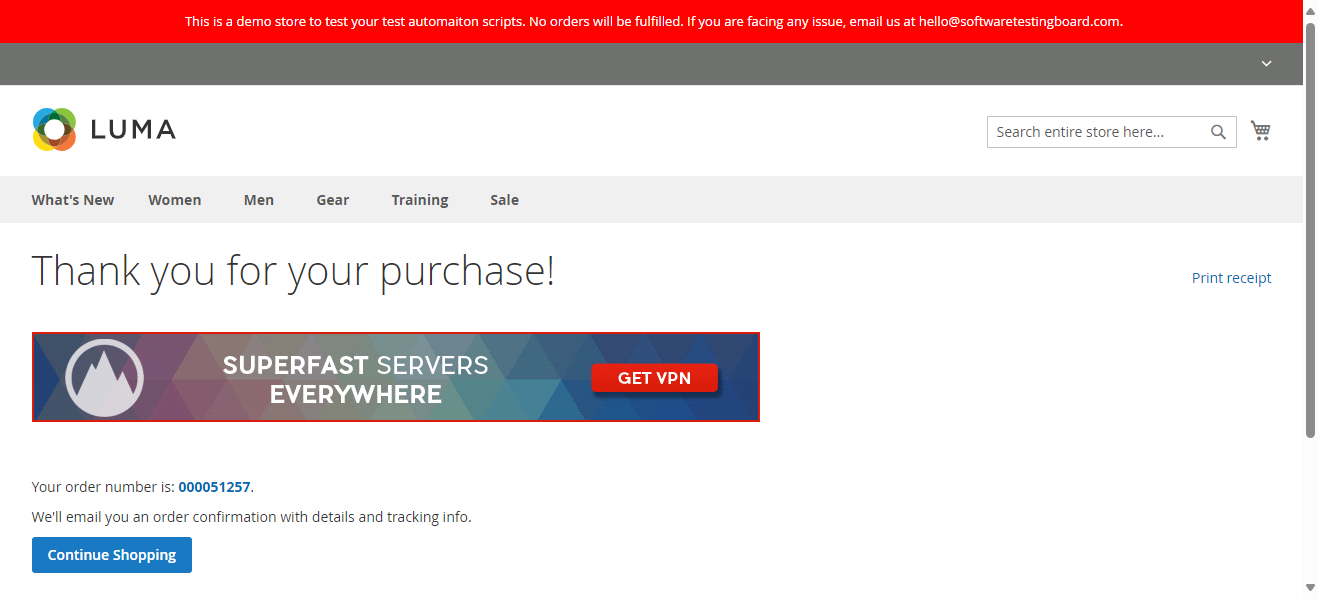 This is a demo store to test your test automaiton scripts. No orders will be fulfilled. If you are facing any issue, email us at hello@softwaretestingboard.com.
LUMA
Search entire store here...
What's New Women Men Gear Training Sale
Thank you for your purchase!
Print receipt
SUPERFAST SERVERS
EVERYWHERE
GET VPN
Your order number is: 000051257.
We'll email you an order confirmation with details and tracking info.
Continue Shopping